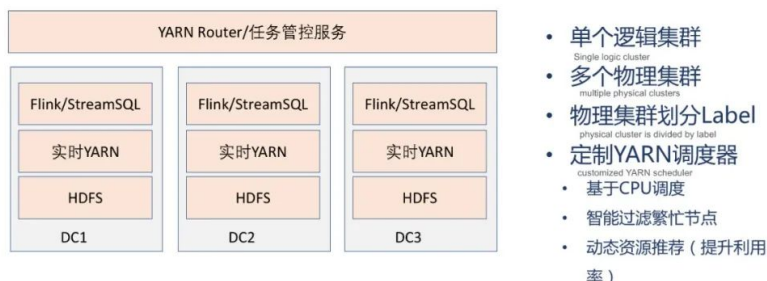 YARN Router/任务管控服务
Flink/StreamSQL
实时YARN
HDFS
DC1
Flink/StreamSQL
实时YARN
HDFS
DC2
Flink/StreamSQL
实时YARN
HDFS
DC3
• 单个逻辑集群
Single logic cluster
• 多个物理集群
multiple physical clusters
• 物理集群划分Label
physical cluster is divided by label
• 定制YARN调度器
customized YARN scheduler
• 基于CPU调度
• 智能过滤繁忙节点
• 动态资源推荐（提升利用
率）